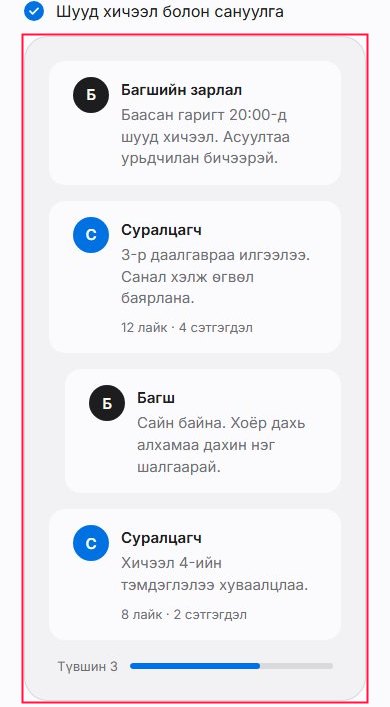 Шууд хичээл болон сануулга
Б
Багшийн зарлал
Баасан гаригт 20:00-д
шууд хичээл. Асуултаа
урьдчилан бичээрэй.
С
Суралцагч
3-р даалгавраа илгээлээ.
Санал хэлж өгвөл
баярлана.
12 лайк · 4 сэтгэгдэл
Б
Багш
Сайн байна. Хоёр дахь
алхамаа дахин нэг
шалгаарай.
С
Суралцагч
Хичээл 4-ийн
тэмдэглэлээ хуваалцлаа.
8 лайк · 2 сэтгэгдэл
Түвшин 3